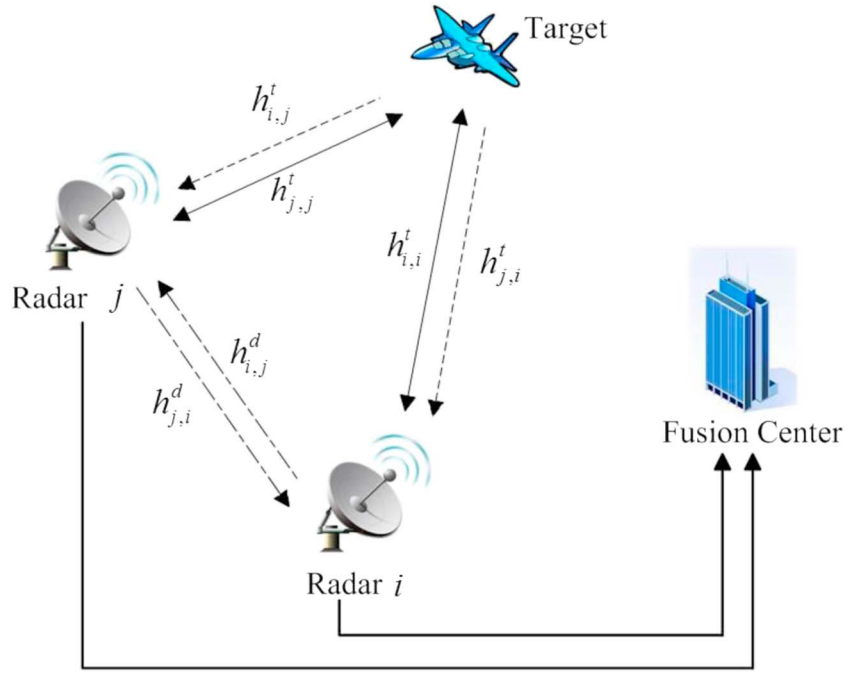 Target
h^t_{i,j}
h^t_{j,j}
h^t_{i,i}
h^t_{j,i}
Radar j
h^d_{i,j}
h^d_{j,i}
Fusion Center
Radar i